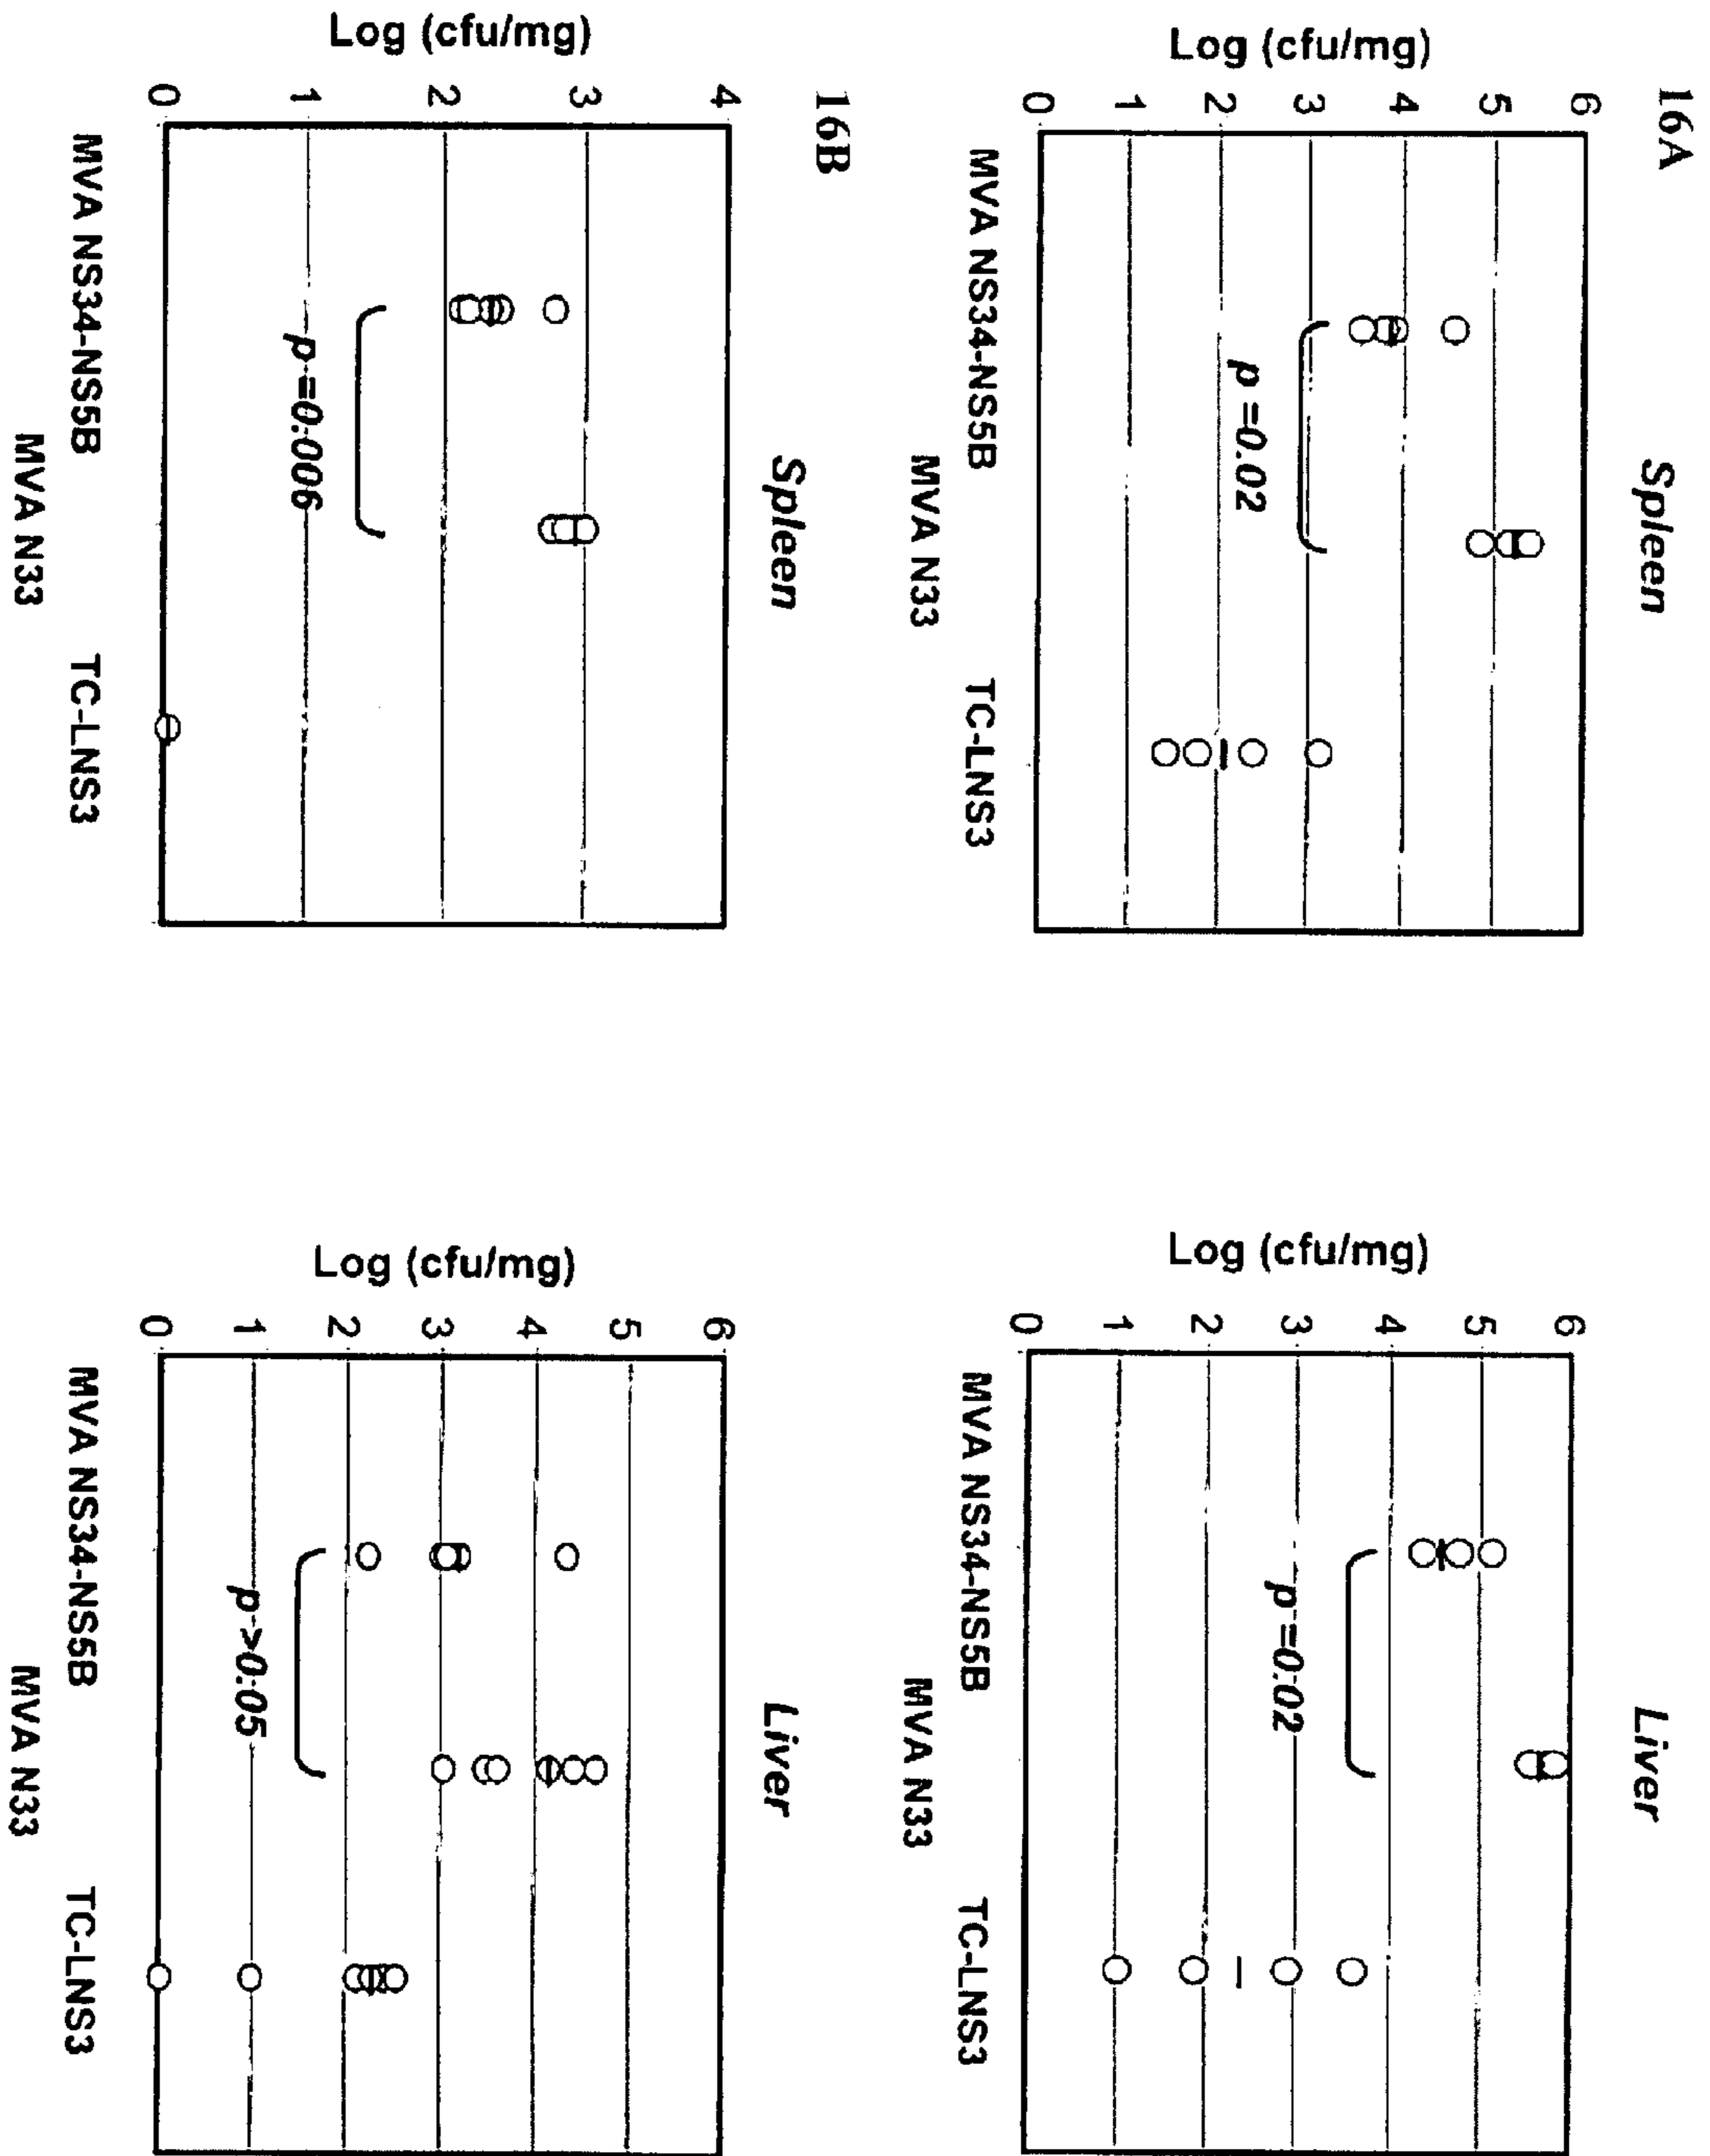 16A
Spleen
Log (cfu/mg)
6
5
4
3
2
1
0
p =0.02
MVA NS34-NS5B
MVA N33
TC-LNS3
Liver
Log (cfu/mg)
6
5
4
3
2
1
0
p =0.02
MVA NS34-NS5B
MVA N33
TC-LNS3
16B
Spleen
Log (cfu/mg)
4
3
2
1
0
p =0.006
MVA NS34-NS5B
MVA N33
TC-LNS3
Liver
Log (cfu/mg)
6
5
4
3
2
1
0
p >0.05
MVA NS34-NS5B
MVA N33
TC-LNS3